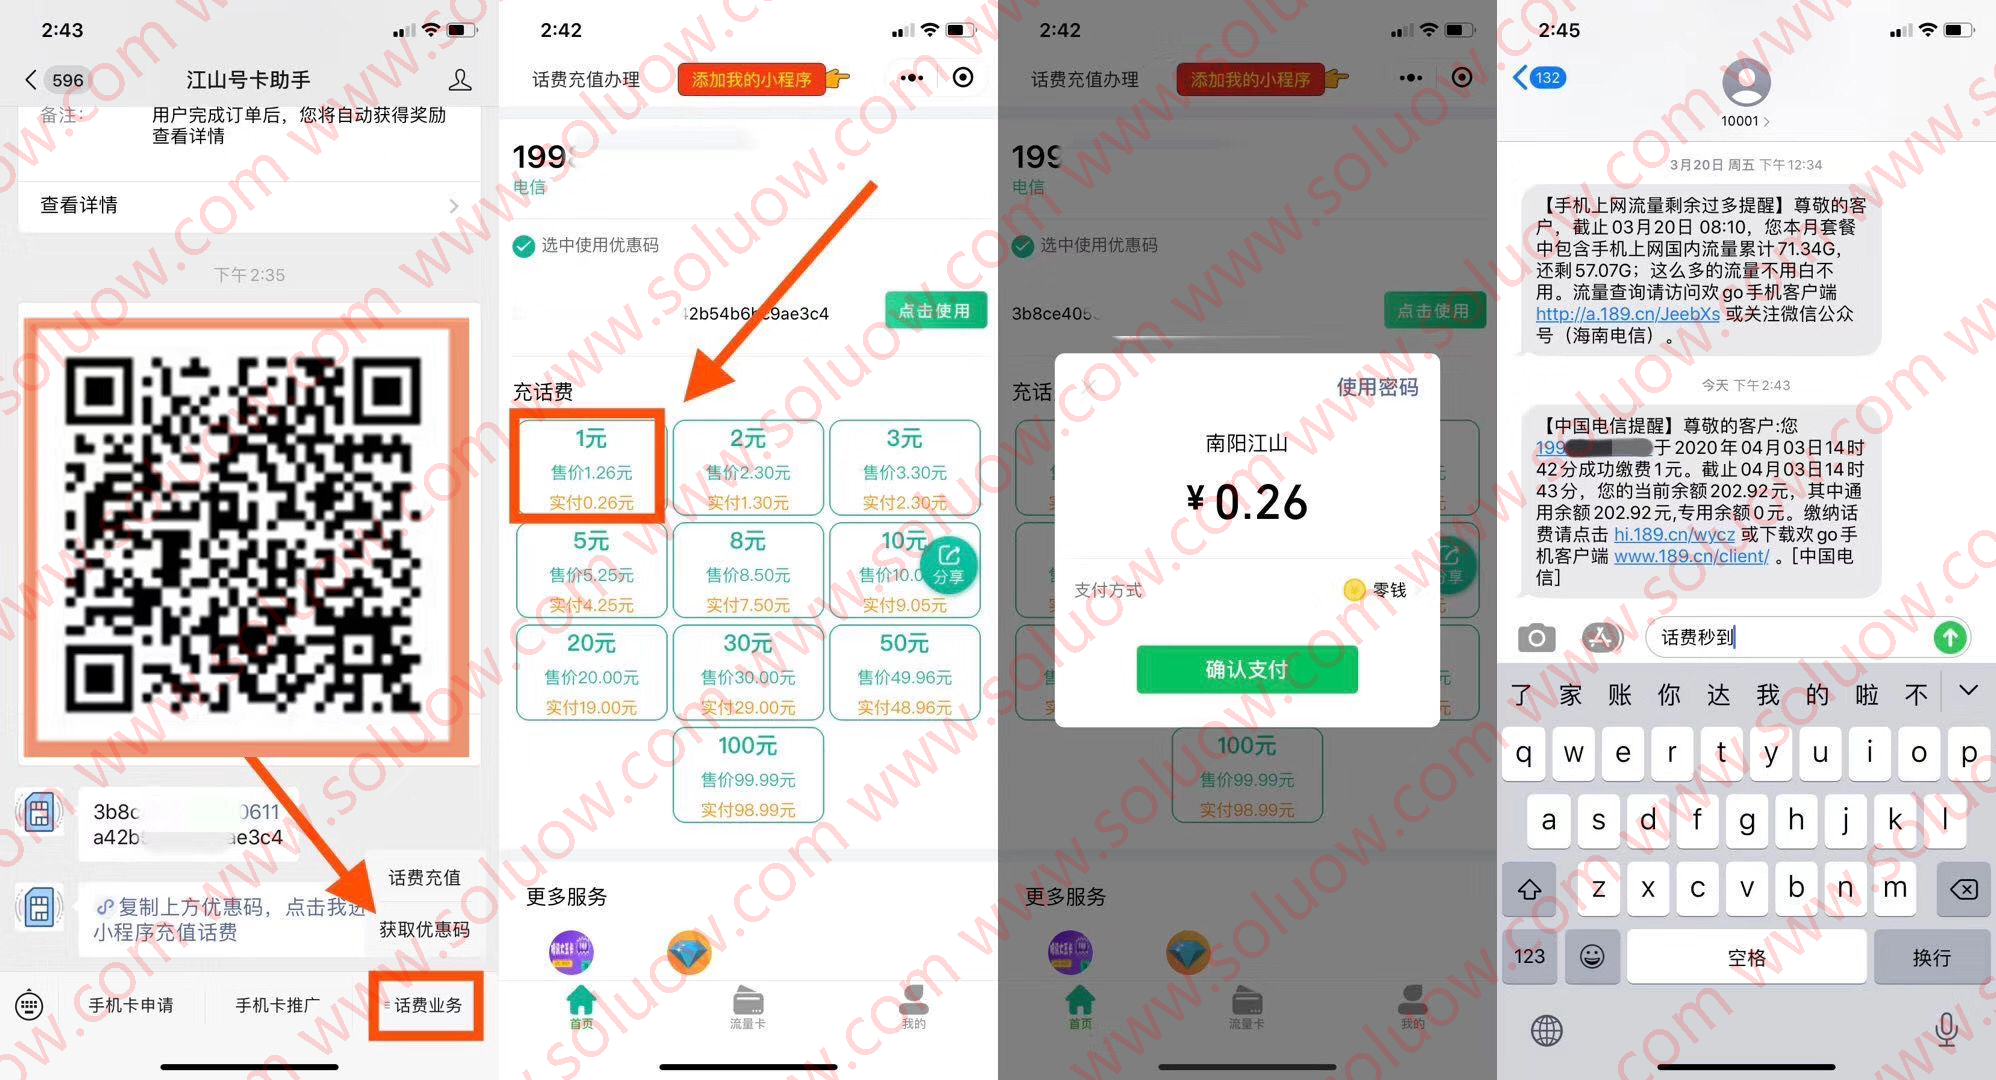 2:43
596
江山号卡助手
备注:
用户完成订单后，您将自动获得奖励
查看详情
查看详情
下午2:35
3b8c
0611
a42b
ae3c4
复制上方优惠码，点击我进
小程序充值话费
话费充值
获取优惠码
手机卡申请
手机卡推广
话费业务
2:42
话费充值办理
添加我的小程序
199
电信
选中使用优惠码
42b54b6bc9ae3c4
点击使用
充话费
1元
售价1.26元
实付0.26元
2元
售价2.30元
实付1.30元
3元
售价3.30元
实付2.30元
5元
售价5.25元
实付4.25元
8元
售价8.50元
实付7.50元
10元
售价10.0
实付9.05元
分享
20元
售价20.00元
实付19.00元
30元
售价30.00元
实付29.00元
50元
售价49.96元
实付48.96元
100元
售价99.99元
实付98.99元
更多服务
首页
流量卡
我的
2:42
话费充值办理
添加我的小程序
199
电信
选中使用优惠码
3b8ce405
点击使用
充话
使用密码
南阳江山
¥0.26
支付方式
零钱
确认支付
100元
售价99.99元
实付98.99元
更多服务
首页
流量卡
我的
2:45
132
10001
3月20日 周五 下午12:34
【手机上网流量剩余过多提醒】尊敬的客
户，截止03月20日 08:10，您本月套餐
中包含手机上网国内流量累计71.34G，
还剩57.07G；这么多的流量不用白不
用。流量查询请访问欢go手机客户端
http://a.189.cn/JeebXs 或关注微信公众
号（海南电信）。
今天 下午2:43
【中国电信提醒】尊敬的客户:您
199 于2020年04月03日14时
42分成功缴费1元。截止04月03日14时
43分，您的当前余额202.92元，其中通
用余额202.92元,专用余额0元。缴纳话
费请点击 hi.189.cn/wycz 或下载欢go手
机客户端 www.189.cn/client/ 。[中国电
信]
话费秒到
了 家 账 你 达 我 的 啦 不
q w e r t y u i o p
a s d f g h j k l
z x c v b n m
123
空格
换行
www.soluow.com